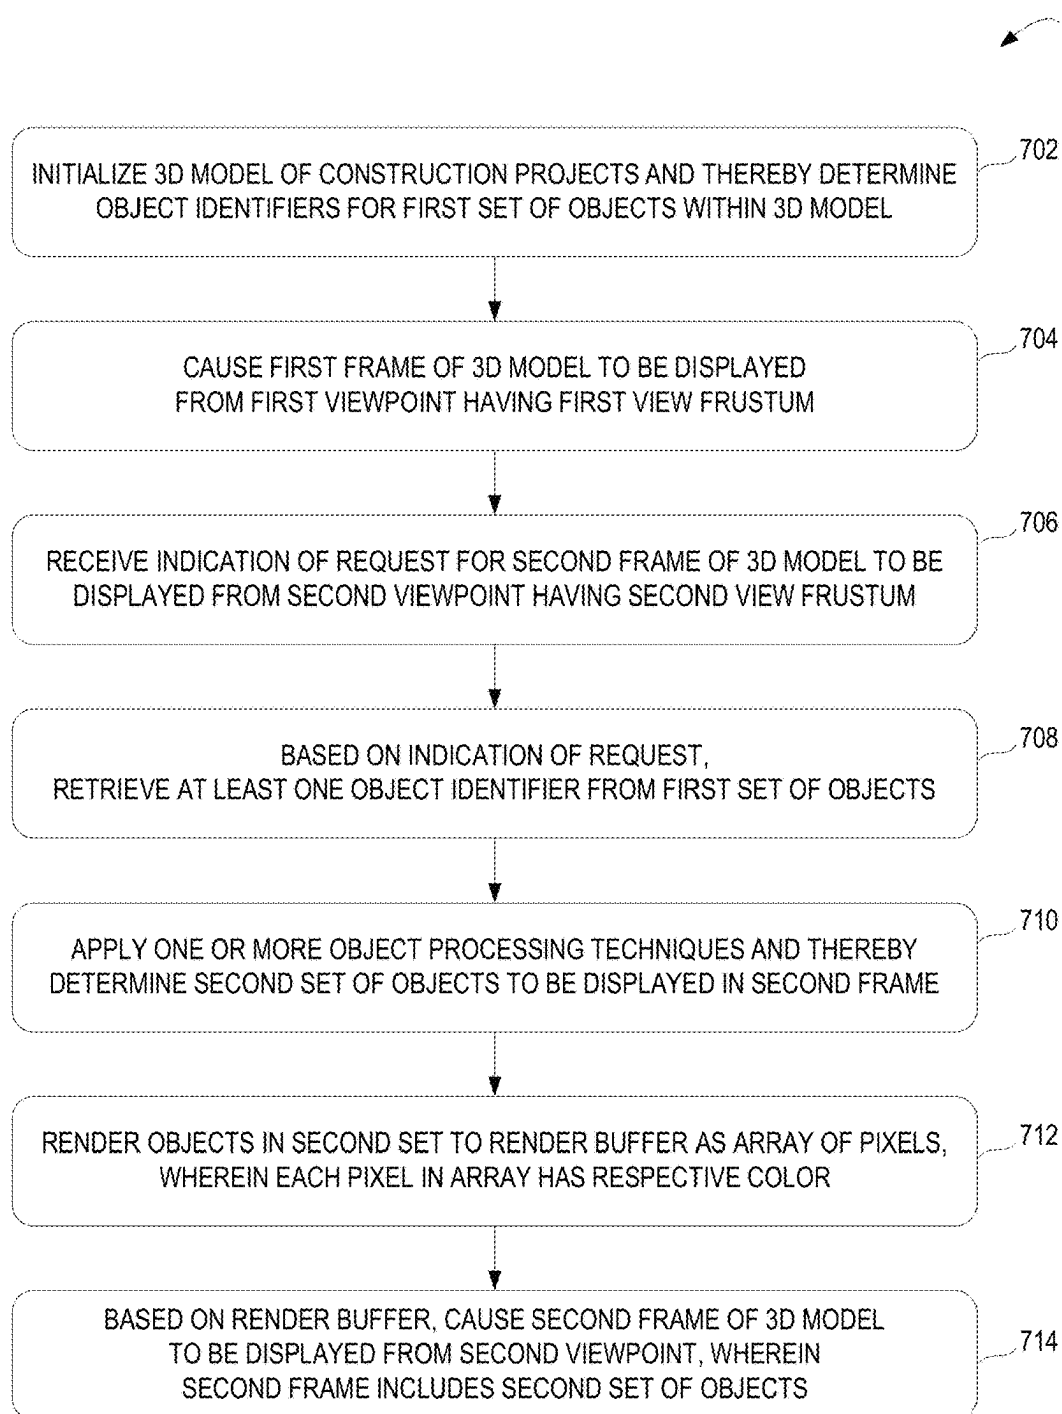 702
INITIALIZE 3D MODEL OF CONSTRUCTION PROJECTS AND THEREBY DETERMINE
OBJECT IDENTIFIERS FOR FIRST SET OF OBJECTS WITHIN 3D MODEL
704
CAUSE FIRST FRAME OF 3D MODEL TO BE DISPLAYED
FROM FIRST VIEWPOINT HAVING FIRST VIEW FRUSTUM
706
RECEIVE INDICATION OF REQUEST FOR SECOND FRAME OF 3D MODEL TO BE
DISPLAYED FROM SECOND VIEWPOINT HAVING SECOND VIEW FRUSTUM
708
BASED ON INDICATION OF REQUEST,
RETRIEVE AT LEAST ONE OBJECT IDENTIFIER FROM FIRST SET OF OBJECTS
710
APPLY ONE OR MORE OBJECT PROCESSING TECHNIQUES AND THEREBY
DETERMINE SECOND SET OF OBJECTS TO BE DISPLAYED IN SECOND FRAME
712
RENDER OBJECTS IN SECOND SET TO RENDER BUFFER AS ARRAY OF PIXELS,
WHEREIN EACH PIXEL IN ARRAY HAS RESPECTIVE COLOR
714
BASED ON RENDER BUFFER, CAUSE SECOND FRAME OF 3D MODEL
TO BE DISPLAYED FROM SECOND VIEWPOINT, WHEREIN
SECOND FRAME INCLUDES SECOND SET OF OBJECTS